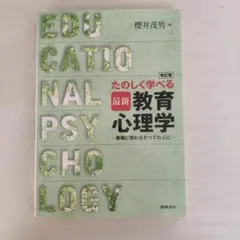 EDU
CATIO
NAL
PSY
CHO
LOGY
櫻井茂男 編
たのしく学べる
改訂版
最新
教育
心理学
―教職に関わるすべての人に―
図書文化